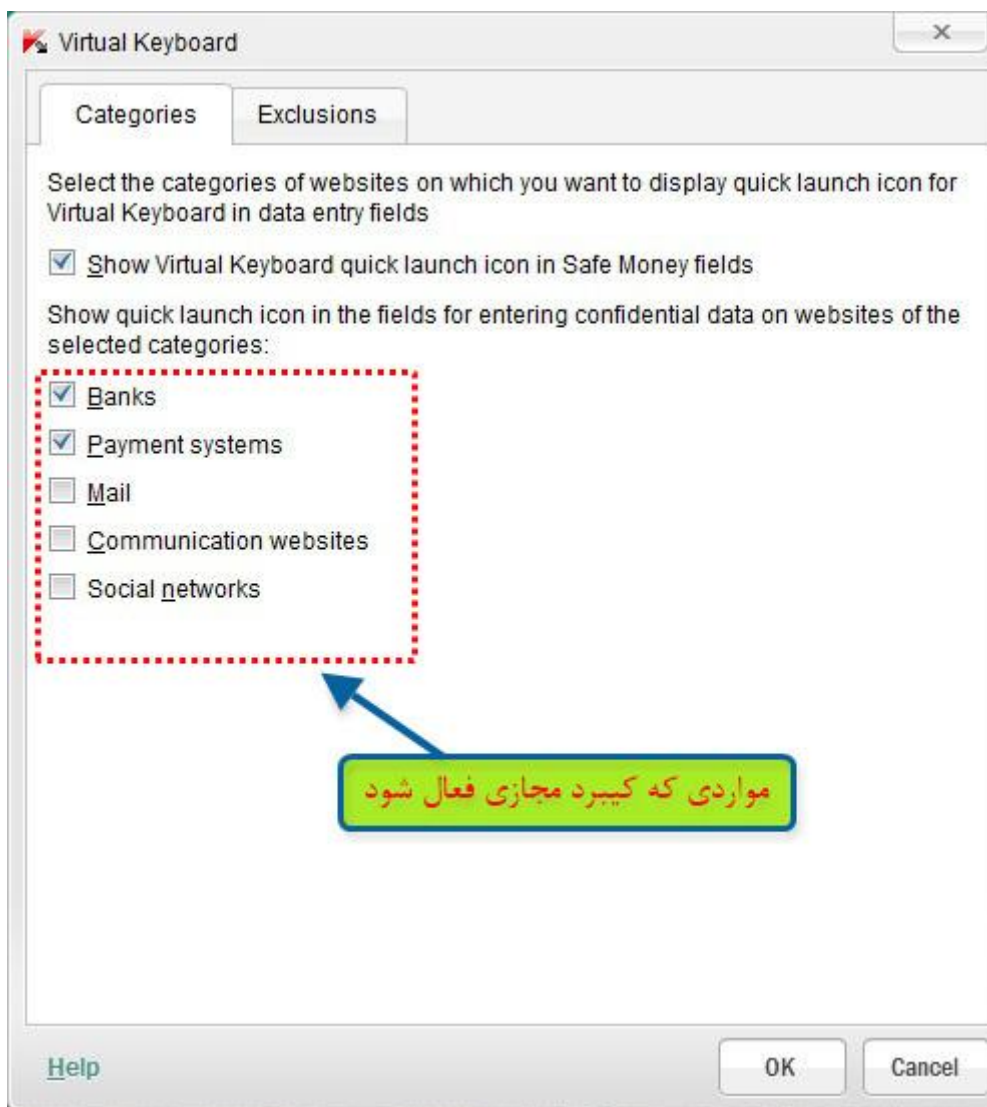 Virtual Keyboard
Categories
Exclusions
Select the categories of websites on which you want to display quick launch icon for
Virtual Keyboard in data entry fields
Show Virtual Keyboard quick launch icon in Safe Money fields
Show quick launch icon in the fields for entering confidential data on websites of the
selected categories:
Banks
Payment systems
Mail
Communication websites
Social networks
مواردی که کیبرد مجازی فعال شود
Help
OK
Cancel